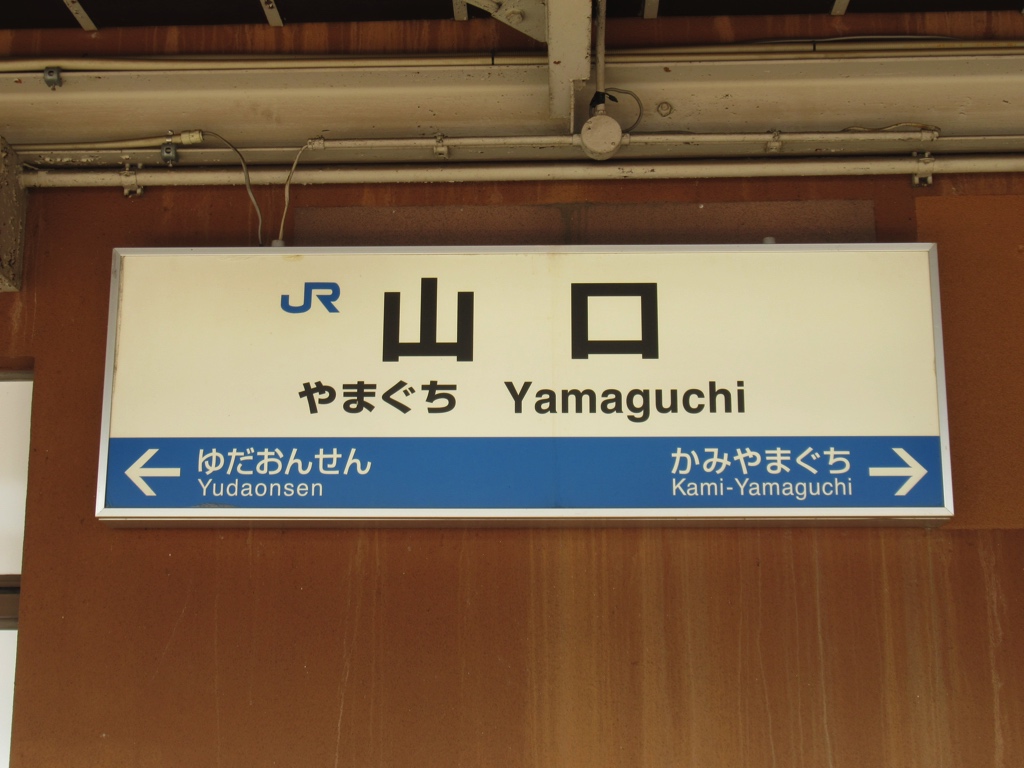 JR 山口
やまぐち Yamaguchi
← ゆだおんせん かみやまぐち →
Yudaonsen Kami-Yamaguchi